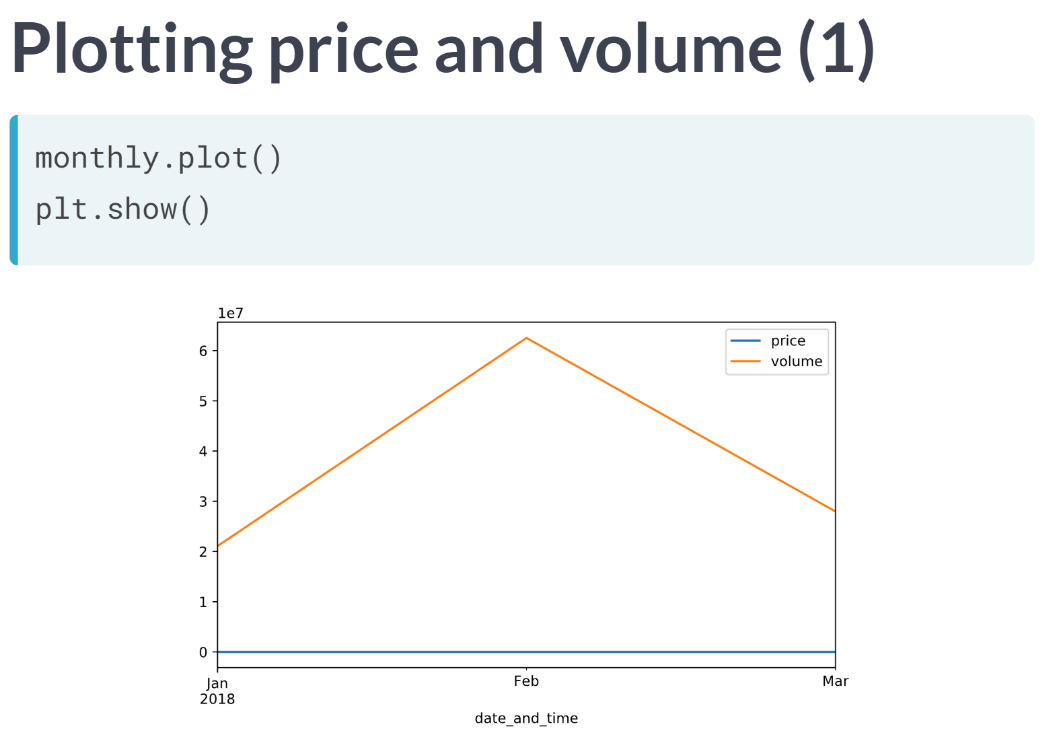 Plotting price and volume (1)
monthly.plot()
plt.show()
1e7
price
volume
6
5
4
3
2
1
0
Jan
2018
Feb
Mar
date_and_time